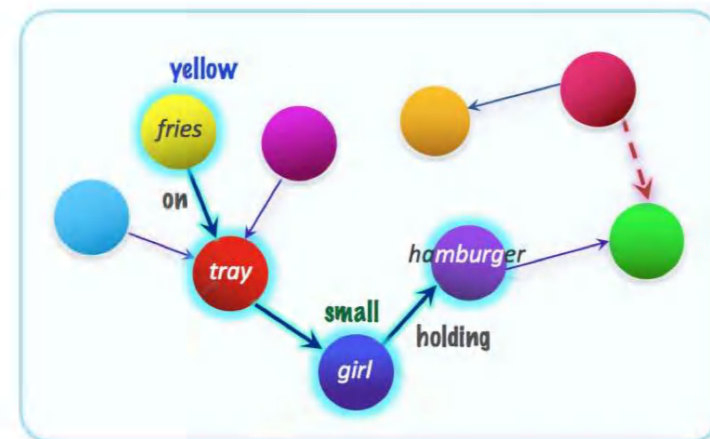 yellow
fries
on
tray
hamburger
small
holding
girl